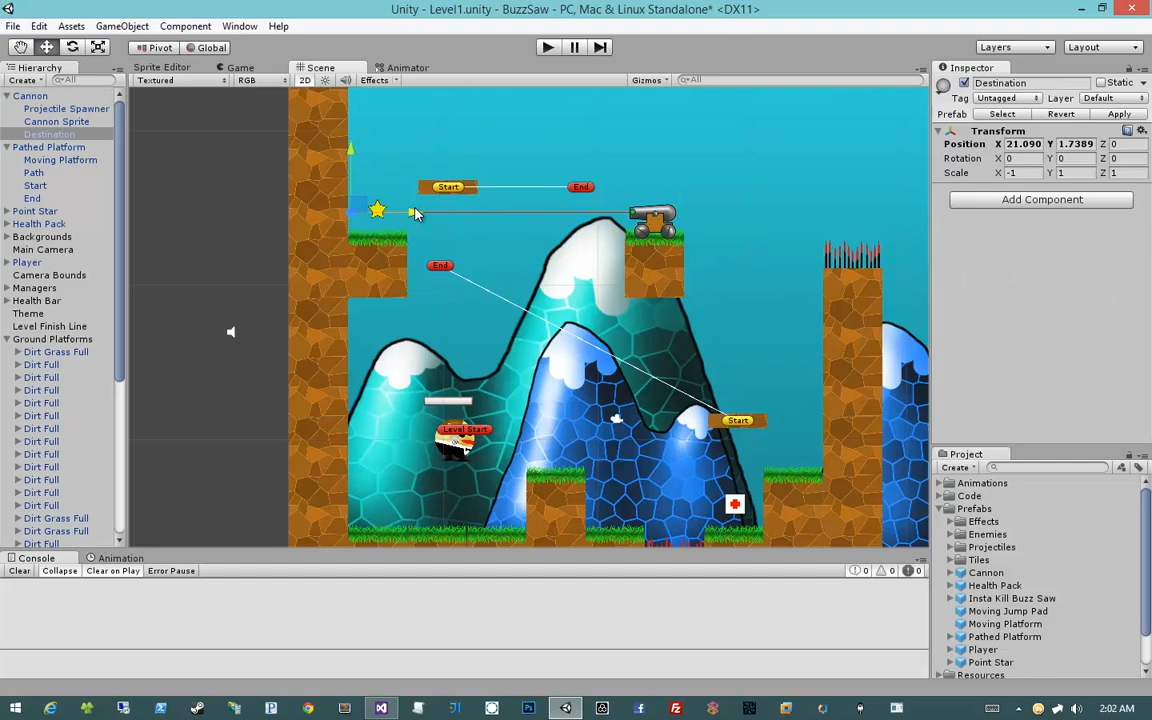 Unity - Level1.unity - BuzzSaw - PC, Mac & Linux Standalone* <DX11>
File Edit Assets GameObject Component Window Help
Pivot Global Layers Layout
Hierarchy Sprite Editor Game Scene Animator Inspector
Create All Textured RGB 2D Effects Gizmos All
Destination Static
Tag Untagged Layer Default
Prefab Select Revert Apply
Transform
Position X 21.090 Y 1.7389 Z 0
Rotation X 0 Y 0 Z 0
Scale X -1 Y 1 Z 1
Add Component
Cannon
Projectile Spawner
Cannon Sprite
Destination
Pathed Platform
Moving Platform
Path
Start
End
Point Star
Health Pack
Backgrounds
Main Camera
Player
Camera Bounds
Managers
Health Bar
Theme
Level Finish Line
Ground Platforms
Dirt Grass Full
Dirt Full
Dirt Full
Dirt Full
Dirt Full
Dirt Full
Dirt Full
Dirt Full
Dirt Full
Dirt Full
Dirt Full
Dirt Full
Dirt Full
Dirt Grass Full
Dirt Grass Full
Dirt Full
Start End
End
Start
Level Start
Project
Create
Animations
Code
Prefabs
Effects
Enemies
Projectiles
Tiles
Cannon
Health Pack
Insta Kill Buzz Saw
Moving Jump Pad
Moving Platform
Pathed Platform
Player
Point Star
Resources
Console Animation
Clear Collapse Clear on Play Error Pause 0 0 0
2:02 AM